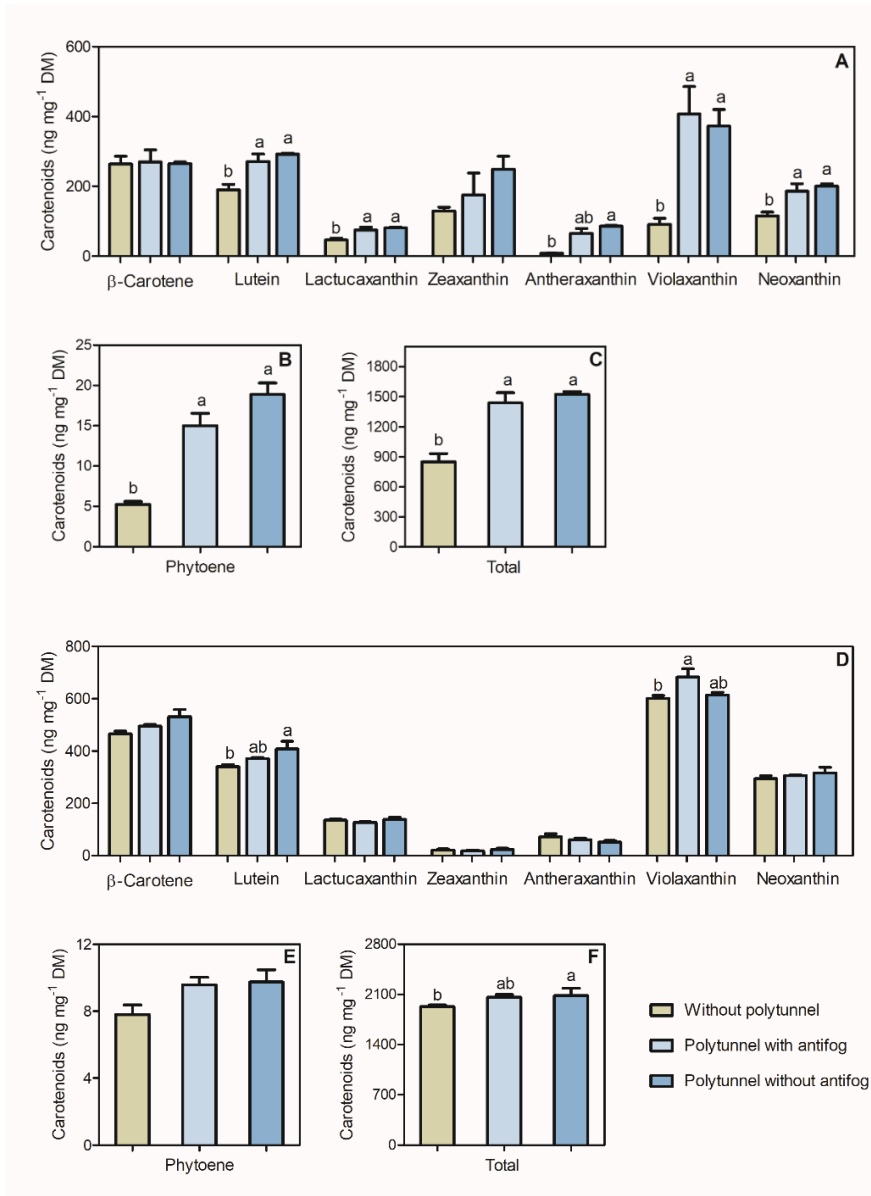 A
Carotenoids (ng mg⁻¹ DM)
600
400
200
0
b
a
a
b
a
a
b
ab
a
b
a
a
b
a
a
β-Carotene Lutein Lactucaxanthin Zeaxanthin Antheraxanthin Violaxanthin Neoxanthin
B
Carotenoids (ng mg⁻¹ DM)
25
20
15
10
5
0
b
a
a
Phytoene
C
Carotenoids (ng mg⁻¹ DM)
1800
1500
1200
900
600
300
0
b
a
a
Total
D
Carotenoids (ng mg⁻¹ DM)
800
600
400
200
0
b
ab
a
b
a
ab
β-Carotene Lutein Lactucaxanthin Zeaxanthin Antheraxanthin Violaxanthin Neoxanthin
E
Carotenoids (ng mg⁻¹ DM)
12
8
4
0
Phytoene
F
Carotenoids (ng mg⁻¹ DM)
2800
2100
1400
700
0
b
ab
a
Total
Without polytunnel
Polytunnel with antifog
Polytunnel without antifog